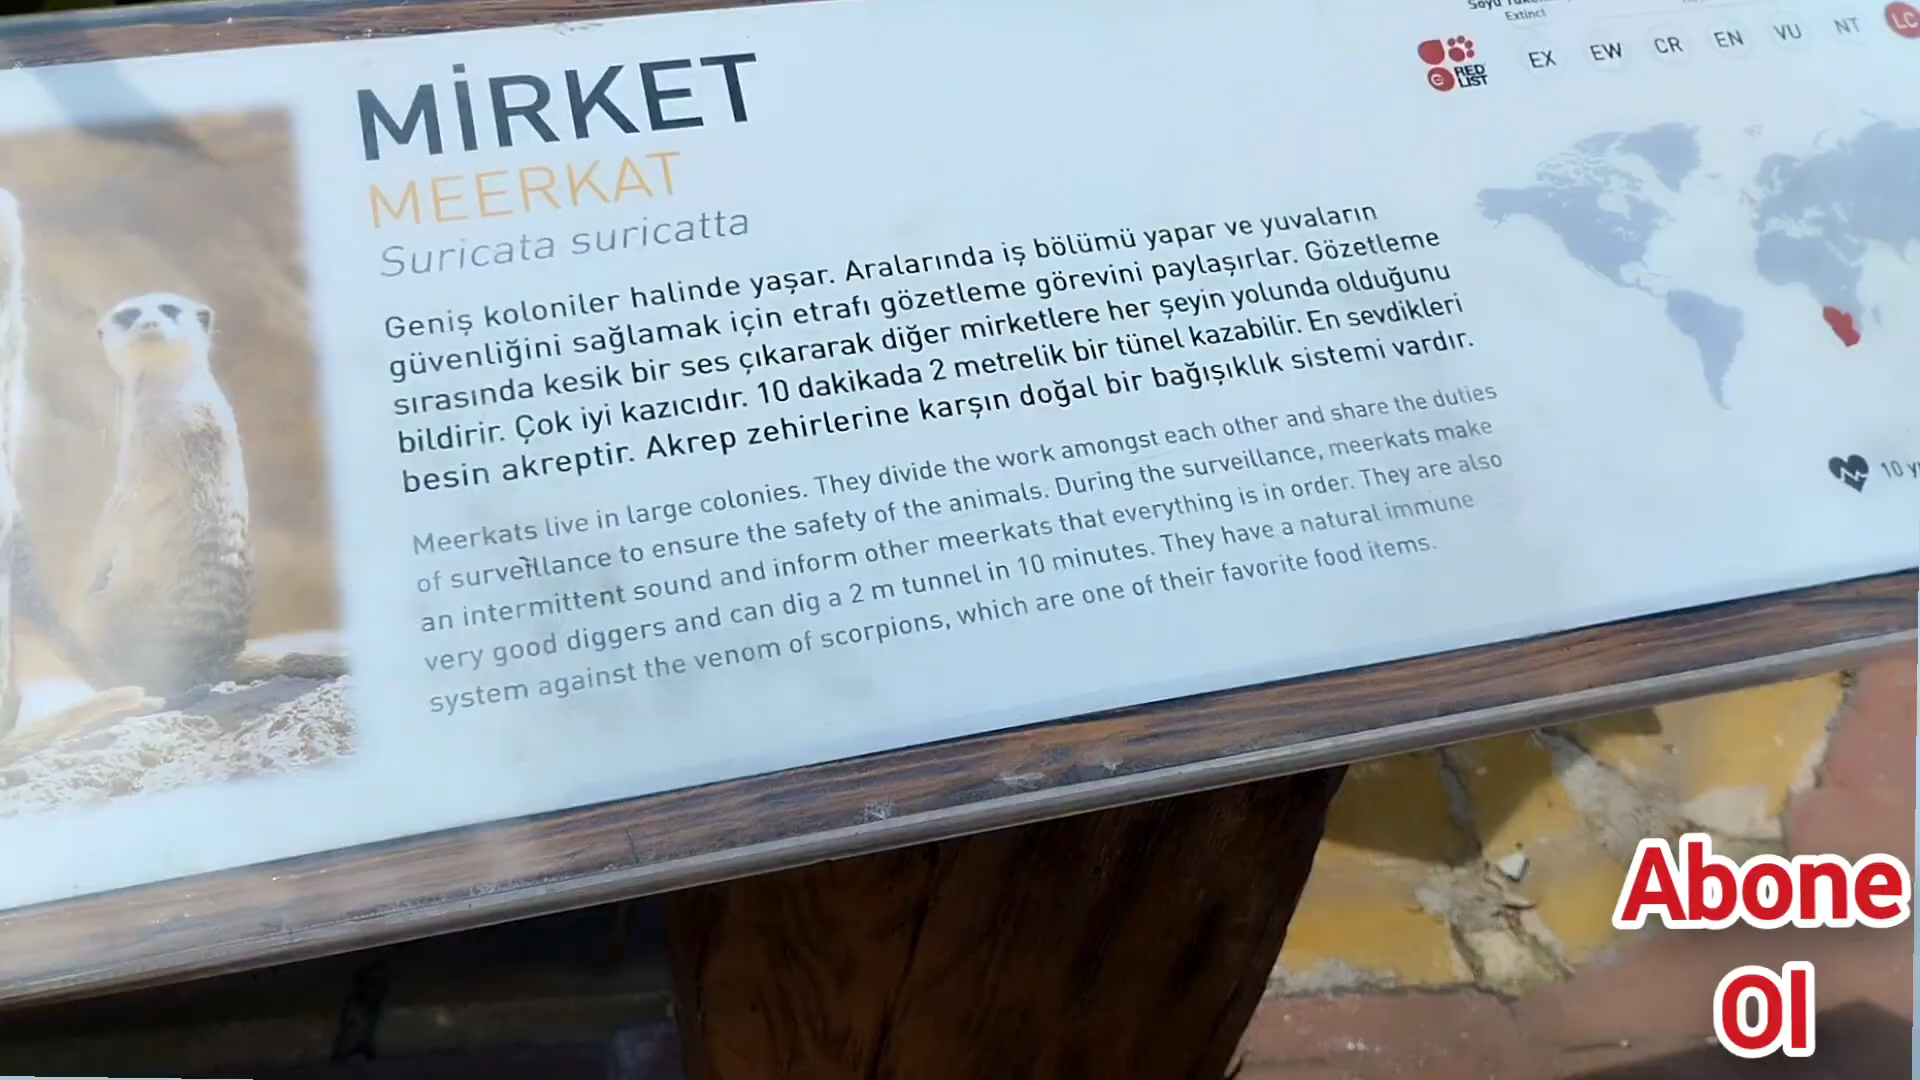 MİRKET
MEERKAT
Suricata suricatta
Geniş koloniler halinde yaşar. Aralarında iş bölümü yapar ve yuvaların
güvenliğini sağlamak için etrafı gözetleme görevini paylaşırlar. Gözetleme
sırasında kesik bir ses çıkararak diğer mirketlere her şeyin yolunda olduğunu
bildirir. Çok iyi kazıcıdır. 10 dakikada 2 metrelik bir tünel kazabilir. En sevdikleri
besin akreptir. Akrep zehirlerine karşın doğal bir bağışıklık sistemi vardır.
Meerkats live in large colonies. They divide the work amongst each other and share the duties
of surveillance to ensure the safety of the animals. During the surveillance, meerkats make
an intermittent sound and inform other meerkats that everything is in order. They are also
very good diggers and can dig a 2 m tunnel in 10 minutes. They have a natural immune
system against the venom of scorpions, which are one of their favorite food items.
Extinct
RED
LIST
EX EW CR EN VU NT LC
10
Abone
Ol